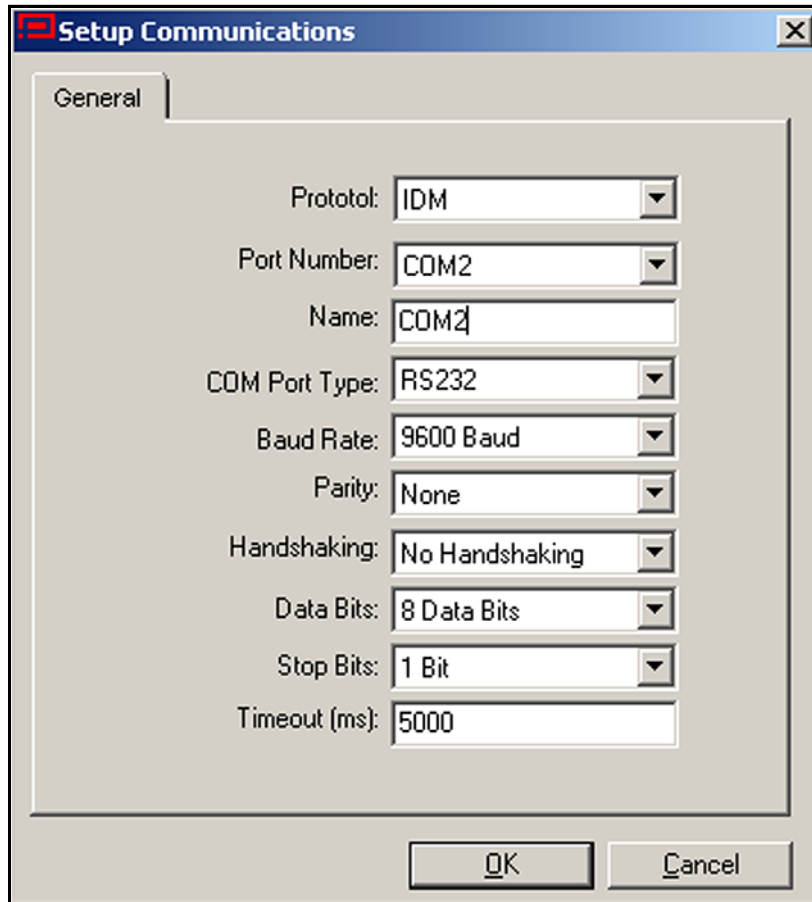 Setup Communications
General
Prototol: IDM
Port Number: COM2
Name: COM2
COM Port Type: RS232
Baud Rate: 9600 Baud
Parity: None
Handshaking: No Handshaking
Data Bits: 8 Data Bits
Stop Bits: 1 Bit
Timeout (ms): 5000
OK Cancel